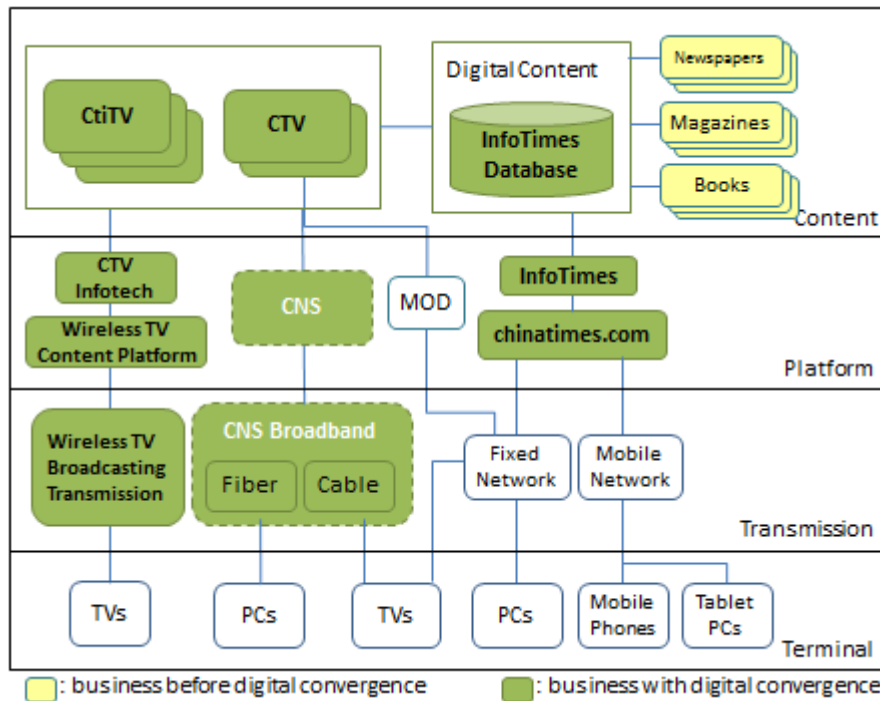 CtiTV
CTV
Digital Content
InfoTimes
Database
Newspapers
Magazines
Books
Content
CTV
Infotech
Wireless TV
Content Platform
CNS
MOD
InfoTimes
chinatimes.com
Platform
Wireless TV
Broadcasting
Transmission
CNS Broadband
Fiber
Cable
Fixed
Network
Mobile
Network
Transmission
TVs
PCs
TVs
PCs
Mobile
Phones
Tablet
PCs
Terminal
: business before digital convergence
: business with digital convergence